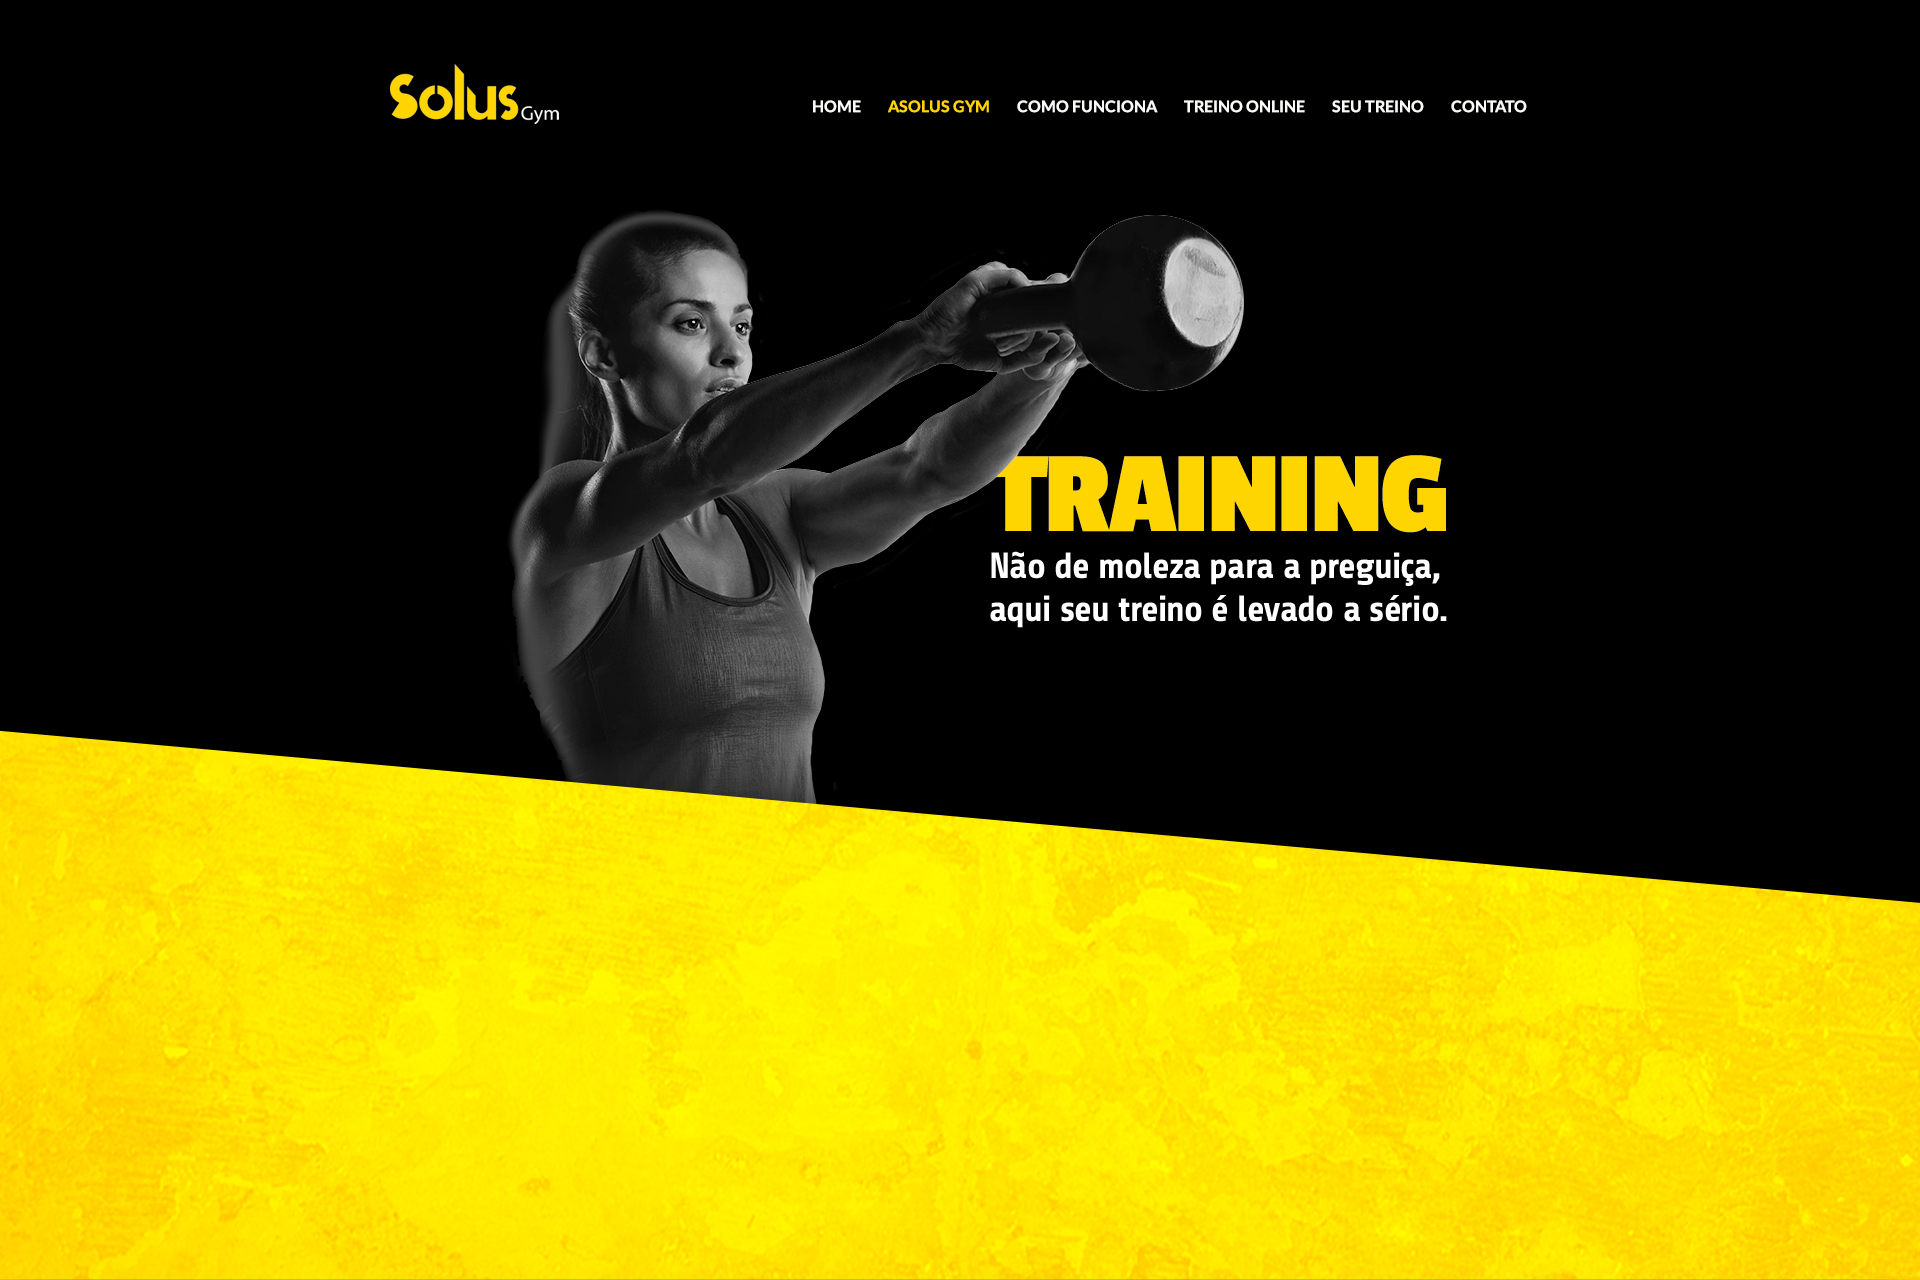 Solus Gym
HOME ASOLUS GYM COMO FUNCIONA TREINO ONLINE SEU TREINO CONTATO
TRAINING
Não de moleza para a preguiça,
aqui seu treino é levado a sério.